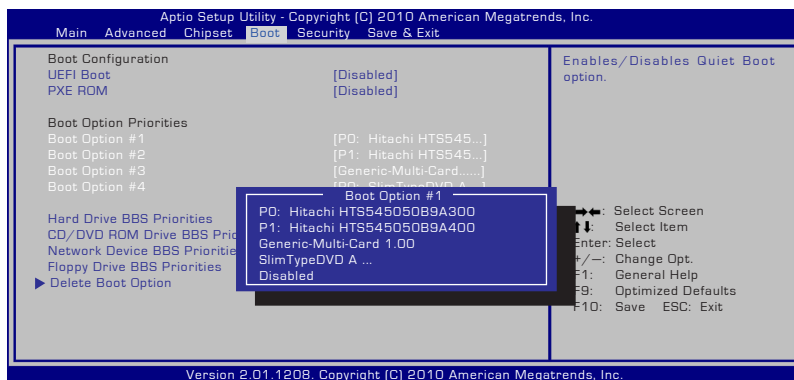 Aptio Setup Utility - Copyright (C) 2010 American Megatrends, Inc.
Main Advanced Chipset Boot Security Save & Exit
Boot Configuration
UEFI Boot [Disabled]
PXE ROM [Disabled]
Boot Option Priorities
Boot Option #1 [P0: Hitachi HTS545...]
Boot Option #2 [P1: Hitachi HTS545...]
Boot Option #3 [Generic-Multi-Card......]
Boot Option #4 [P0: SlimTypeDVD A...]
Hard Drive BBS Priorities
CD/DVD ROM Drive BBS Prio
Network Device BBS Prioritie
Floppy Drive BBS Priorities
Delete Boot Option
Boot Option #1
P0: Hitachi HTS545050B9A300
P1: Hitachi HTS545050B9A400
Generic-Multi-Card 1.00
SlimTypeDVD A ...
Disabled
Enables/Disables Quiet Boot
option.
→←: Select Screen
↑↓: Select Item
Enter: Select
+/—: Change Opt.
F1: General Help
F9: Optimized Defaults
F10: Save ESC: Exit
Version 2.01.1208. Copyright (C) 2010 American Megatrends, Inc.